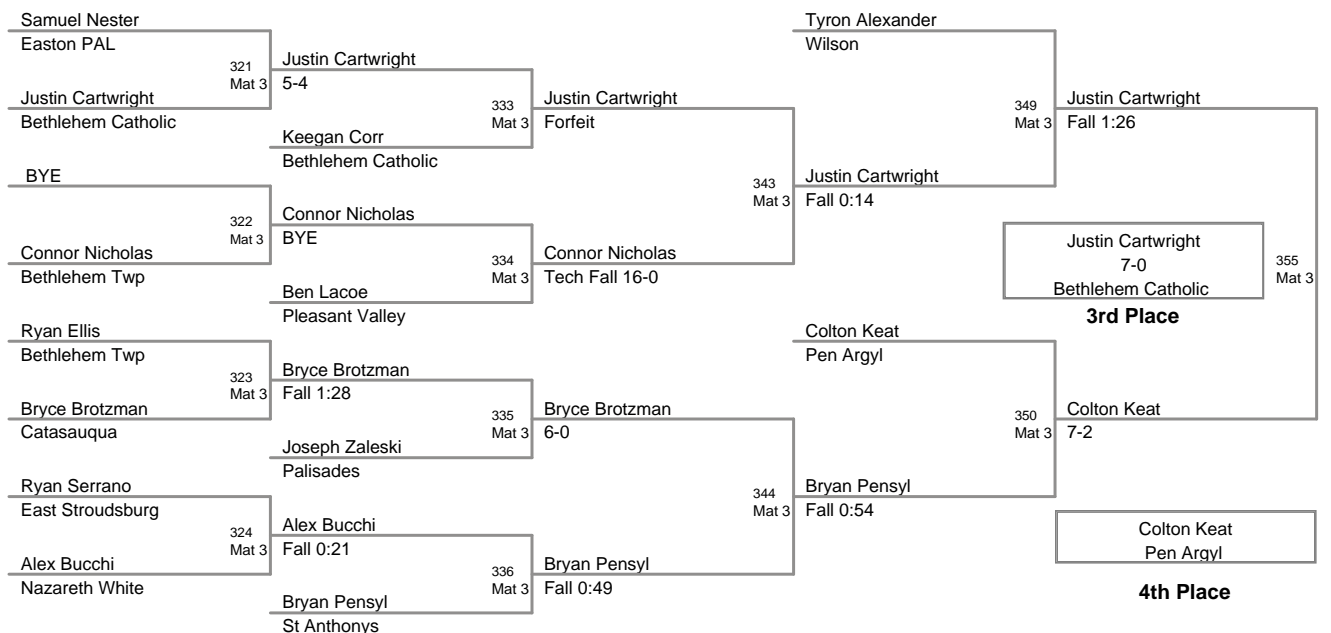 Samuel Nester
Easton PAL
321
Mat 3
Justin Cartwright
Bethlehem Catholic
Justin Cartwright
5-4
333
Mat 3
Keegan Corr
Bethlehem Catholic
Justin Cartwright
Forfeit
BYE
322
Mat 3
Connor Nicholas
Bethlehem Twp
Connor Nicholas
BYE
334
Mat 3
Ben Lacoe
Pleasant Valley
Connor Nicholas
Tech Fall 16-0
343
Mat 3
Ryan Ellis
Bethlehem Twp
323
Mat 3
Bryce Brotzman
Catasauqua
Bryce Brotzman
Fall 1:28
335
Mat 3
Joseph Zaleski
Palisades
Bryce Brotzman
6-0
Ryan Serrano
East Stroudsburg
324
Mat 3
Alex Bucchi
Nazareth White
Alex Bucchi
Fall 0:21
336
Mat 3
Bryan Pensyl
St Anthonys
Bryan Pensyl
Fall 0:49
344
Mat 3
Tyron Alexander
Wilson
349
Mat 3
Justin Cartwright
Fall 0:14
Justin Cartwright
Fall 1:26
Justin Cartwright
7-0
Bethlehem Catholic
3rd Place
355
Mat 3
Colton Keat
Pen Argyl
350
Mat 3
Bryan Pensyl
Fall 0:54
Colton Keat
7-2
Colton Keat
Pen Argyl
4th Place